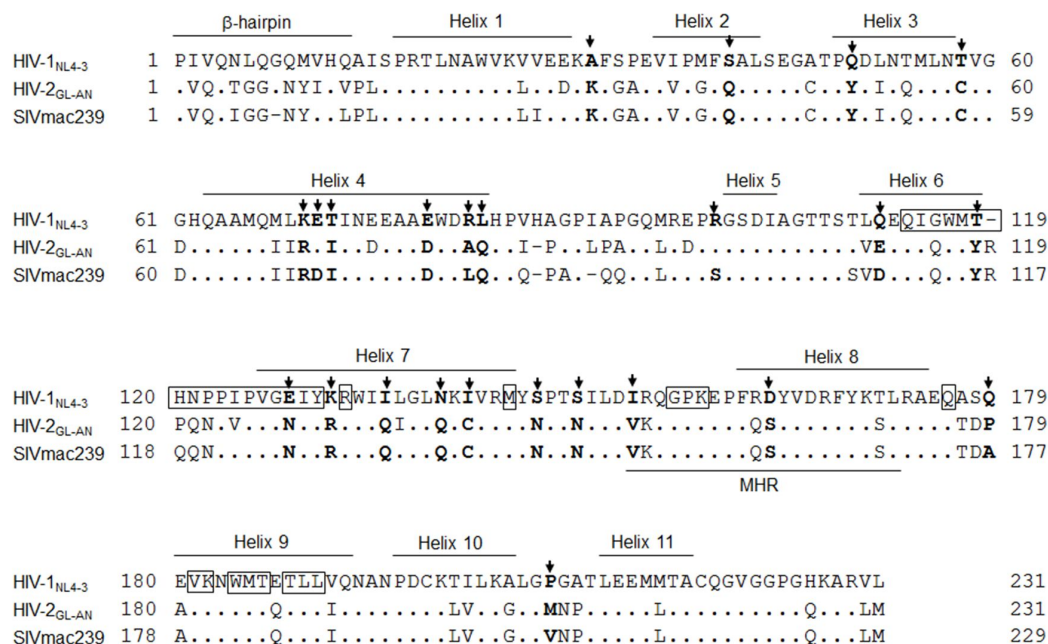 β-hairpin Helix 1 Helix 2 Helix 3
HIV-1NL4-3 1 PIVQNLQGQMVHQAISPRTLNAWVKVVEEKAFSPEVIPMFSALSEGATPQDLNTMLNTVG 60
HIV-2GL-AN 1 .VQ.TGG.NYI.VPL..........L..D.K.GA..V.G.Q.....C..Y.I.Q....C.. 60
SIVmac239 1 .VQ.IGG-NY..LPL..........LI...K.GA..V.G.Q.....C..Y.I.Q....C.. 59
Helix 4 Helix 5 Helix 6
HIV-1NL4-3 61 GHQAAMQMLKETINEEAAEWDRLHPVHAGPIAPGQMREPRGSDIAGTTSTLQEQIGWMT- 119
HIV-2GL-AN 61 D......IIR.I..D...D..AQ..I-P..LPA..L.D............VE...Q..YR 119
SIVmac239 60 D......IIRDI......D..LQ..Q-PA.-QQ..L...S.........SVD...Q..YR 117
Helix 7 Helix 8
HIV-1NL4-3 120 HNPPIPVGEIYKRWIILGLNKIVRMYSPTSILDIRQGPKEPFRDYVDRFYKTLRAEQASQ 179
HIV-2GL-AN 120 PQN.V...N..R...QI..Q.C....N..N...VK.......QS.......S.....TDP 179
SIVmac239 118 QQN.....N..R...Q...Q.C....N..N...VK.......QS.......S.....TDA 177
MHR
Helix 9 Helix 10 Helix 11
HIV-1NL4-3 180 EVKNWMTETLLVQNANPDCKTILKALGPGATLEEMMTACQGVGGPGHKARVL 231
HIV-2GL-AN 180 A......Q...I........LV..G..MNP.....L..........Q...LM 231
SIVmac239 178 A......Q...I........LV..G..VNP.....L..........Q...LM 229